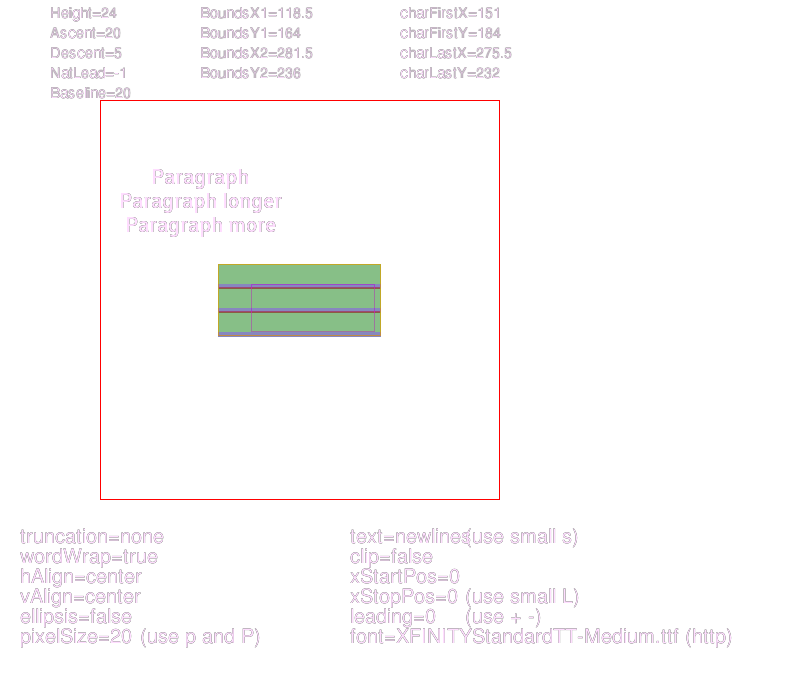 Height=24 BoundsX1=118.5 charFirstX=151
Ascent=20 BoundsY1=164 charFirstY=184
Descent=5 BoundsX2=281.5 charLastX=275.5
NatLead=-1 BoundsY2=236 charLastY=232
Baseline=20
Paragraph
Paragraph longer
Paragraph more
truncation=none text=newlines(use small s)
wordWrap=true clip=false
hAlign=center xStartPos=0
vAlign=center xStopPos=0 (use small L)
ellipsis=false leading=0 (use + -)
pixelSize=20 (use p and P) font=XFINITYStandardTT-Medium.ttf (http)